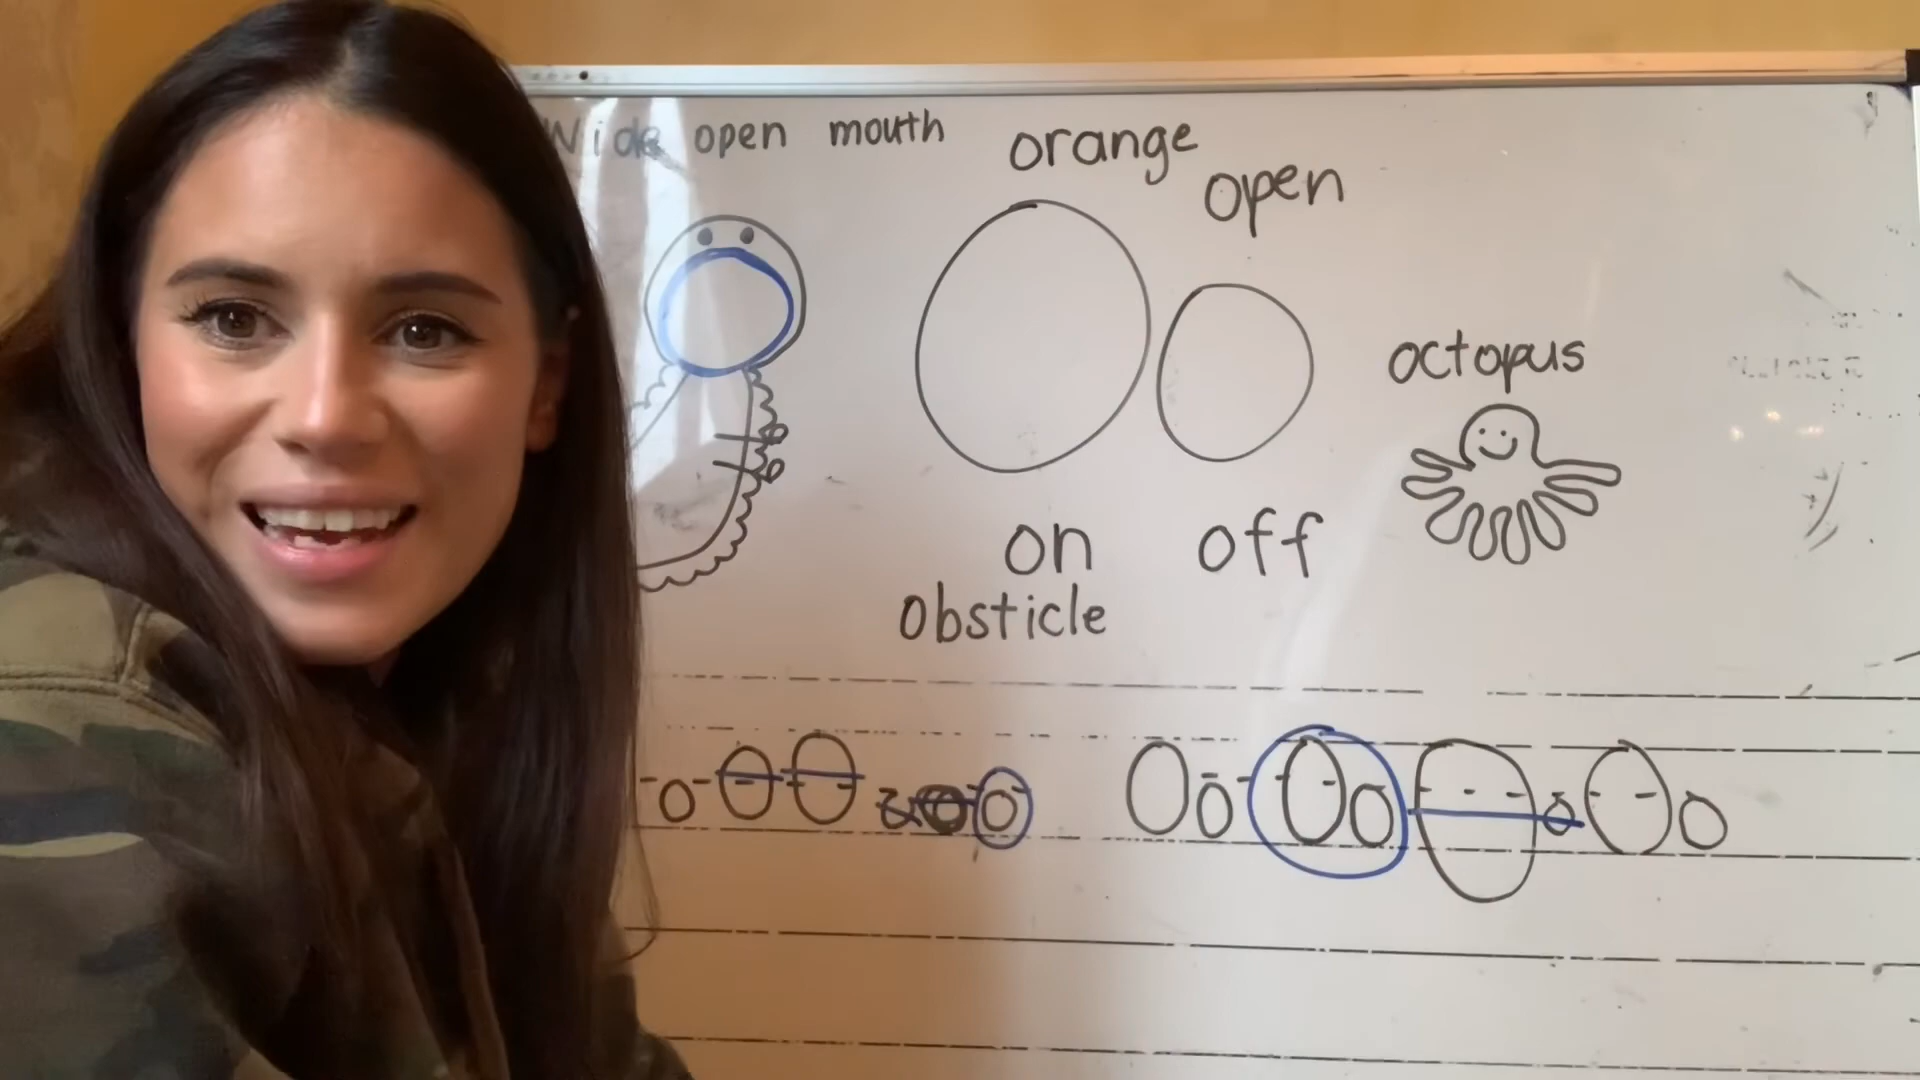 Wide open mouth
orange
open
octopus
on off
obsticle
o O O o o
O o O o O o O o